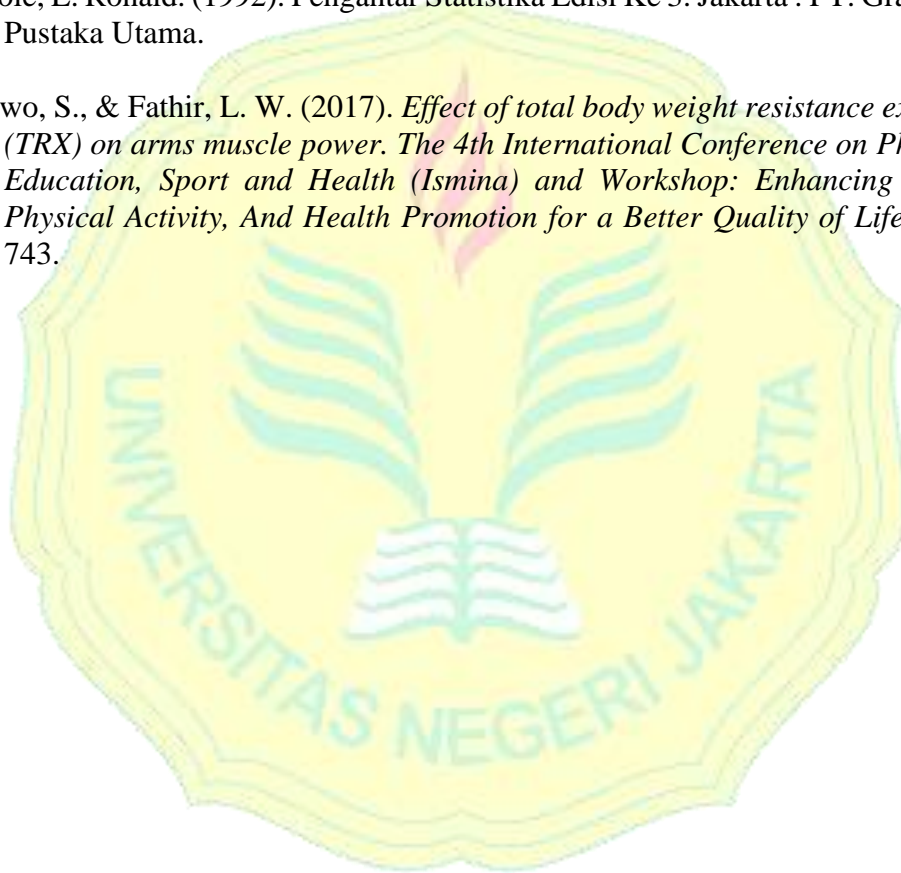 ole, E. Ronald. (1992). Pengantar Statistika Edisi Ke 3. Jakarta : PT. Gra
Pustaka Utama.
wo, S., & Fathir, L. W. (2017). Effect of total body weight resistance ex
(TRX) on arms muscle power. The 4th International Conference on Ph
Education, Sport and Health (Ismina) and Workshop: Enhancing
Physical Activity, And Health Promotion for a Better Quality of Life
743.
UNIVERSITAS NEGERI JAKARTA